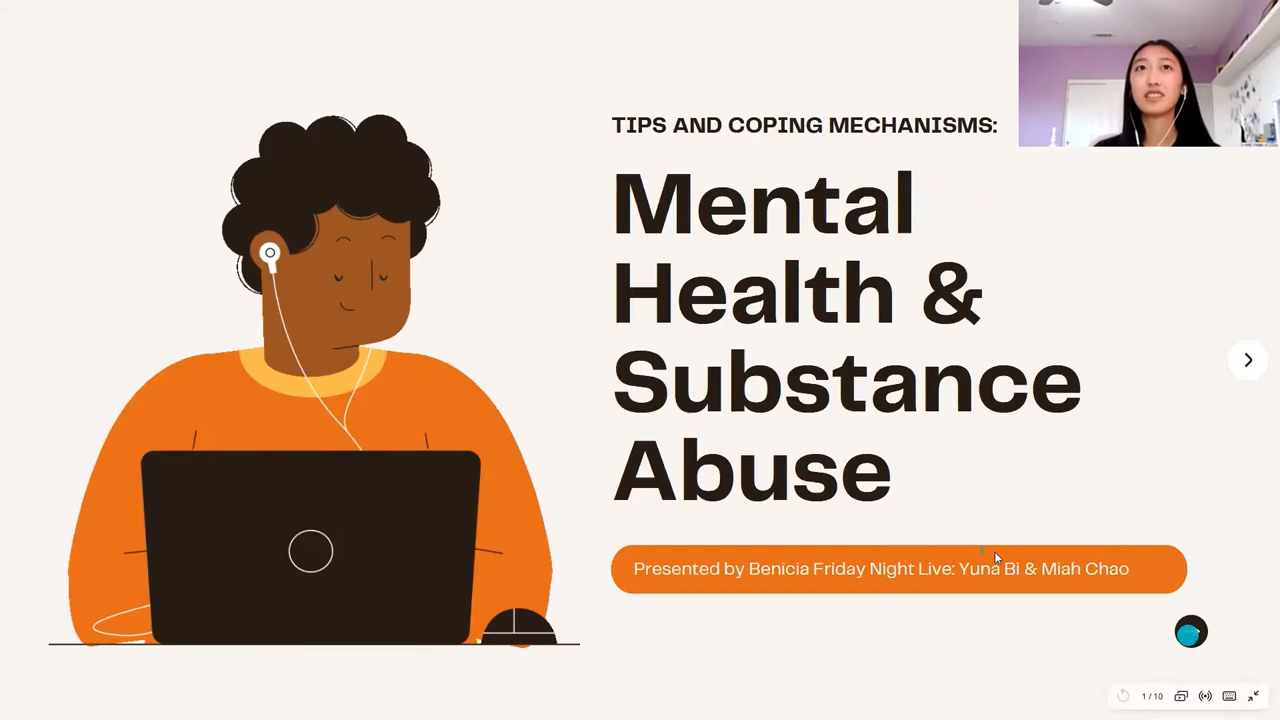 TIPS AND COPING MECHANISMS:
Mental
Health &
Substance
Abuse
Presented by Benicia Friday Night Live: Yuna Bi & Miah Chao
1 / 10